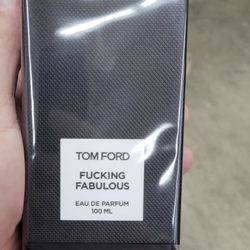 TOM FORD
FUCKING
FABULOUS
EAU DE PARFUM
100 ML